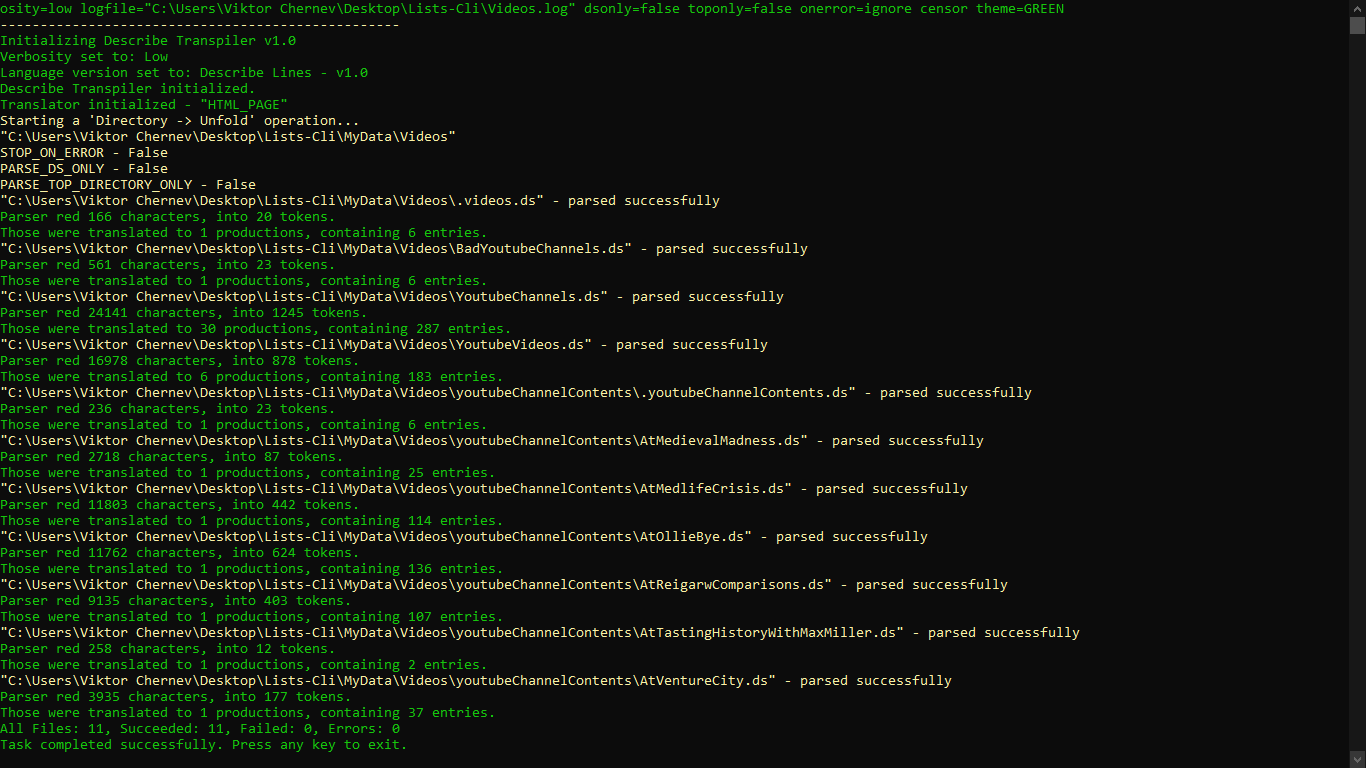 osity=low logfile="C:\Users\Viktor Chernev\Desktop\Lists-Cli\Videos.log" dsonly=false toponly=false onerror=ignore censor theme=GREEN
--------------------------------------------------
Initializing Describe Transpiler v1.0
Verbosity set to: Low
Language version set to: Describe Lines - v1.0
Describe Transpiler initialized.
Translator initialized - "HTML_PAGE"
Starting a 'Directory -> Unfold' operation...
"C:\Users\Viktor Chernev\Desktop\Lists-Cli\MyData\Videos"
STOP_ON_ERROR - False
PARSE_DS_ONLY - False
PARSE_TOP_DIRECTORY_ONLY - False
"C:\Users\Viktor Chernev\Desktop\Lists-Cli\MyData\Videos\.videos.ds" - parsed successfully
Parser red 166 characters, into 20 tokens.
Those were translated to 1 productions, containing 6 entries.
"C:\Users\Viktor Chernev\Desktop\Lists-Cli\MyData\Videos\BadYoutubeChannels.ds" - parsed successfully
Parser red 561 characters, into 23 tokens.
Those were translated to 1 productions, containing 6 entries.
"C:\Users\Viktor Chernev\Desktop\Lists-Cli\MyData\Videos\YoutubeChannels.ds" - parsed successfully
Parser red 24141 characters, into 1245 tokens.
Those were translated to 30 productions, containing 287 entries.
"C:\Users\Viktor Chernev\Desktop\Lists-Cli\MyData\Videos\YoutubeVideos.ds" - parsed successfully
Parser red 16978 characters, into 878 tokens.
Those were translated to 6 productions, containing 183 entries.
"C:\Users\Viktor Chernev\Desktop\Lists-Cli\MyData\Videos\youtubeChannelContents\.youtubeChannelContents.ds" - parsed successfully
Parser red 236 characters, into 23 tokens.
Those were translated to 1 productions, containing 6 entries.
"C:\Users\Viktor Chernev\Desktop\Lists-Cli\MyData\Videos\youtubeChannelContents\AtMedievalMadness.ds" - parsed successfully
Parser red 2718 characters, into 87 tokens.
Those were translated to 1 productions, containing 25 entries.
"C:\Users\Viktor Chernev\Desktop\Lists-Cli\MyData\Videos\youtubeChannelContents\AtMedlifeCrisis.ds" - parsed successfully
Parser red 11803 characters, into 442 tokens.
Those were translated to 1 productions, containing 114 entries.
"C:\Users\Viktor Chernev\Desktop\Lists-Cli\MyData\Videos\youtubeChannelContents\AtOllieBye.ds" - parsed successfully
Parser red 11762 characters, into 624 tokens.
Those were translated to 1 productions, containing 136 entries.
"C:\Users\Viktor Chernev\Desktop\Lists-Cli\MyData\Videos\youtubeChannelContents\AtReigarwComparisons.ds" - parsed successfully
Parser red 9135 characters, into 403 tokens.
Those were translated to 1 productions, containing 107 entries.
"C:\Users\Viktor Chernev\Desktop\Lists-Cli\MyData\Videos\youtubeChannelContents\AtTastingHistoryWithMaxMiller.ds" - parsed successfully
Parser red 258 characters, into 12 tokens.
Those were translated to 1 productions, containing 2 entries.
"C:\Users\Viktor Chernev\Desktop\Lists-Cli\MyData\Videos\youtubeChannelContents\AtVentureCity.ds" - parsed successfully
Parser red 3935 characters, into 177 tokens.
Those were translated to 1 productions, containing 37 entries.
All Files: 11, Succeeded: 11, Failed: 0, Errors: 0
Task completed successfully. Press any key to exit.